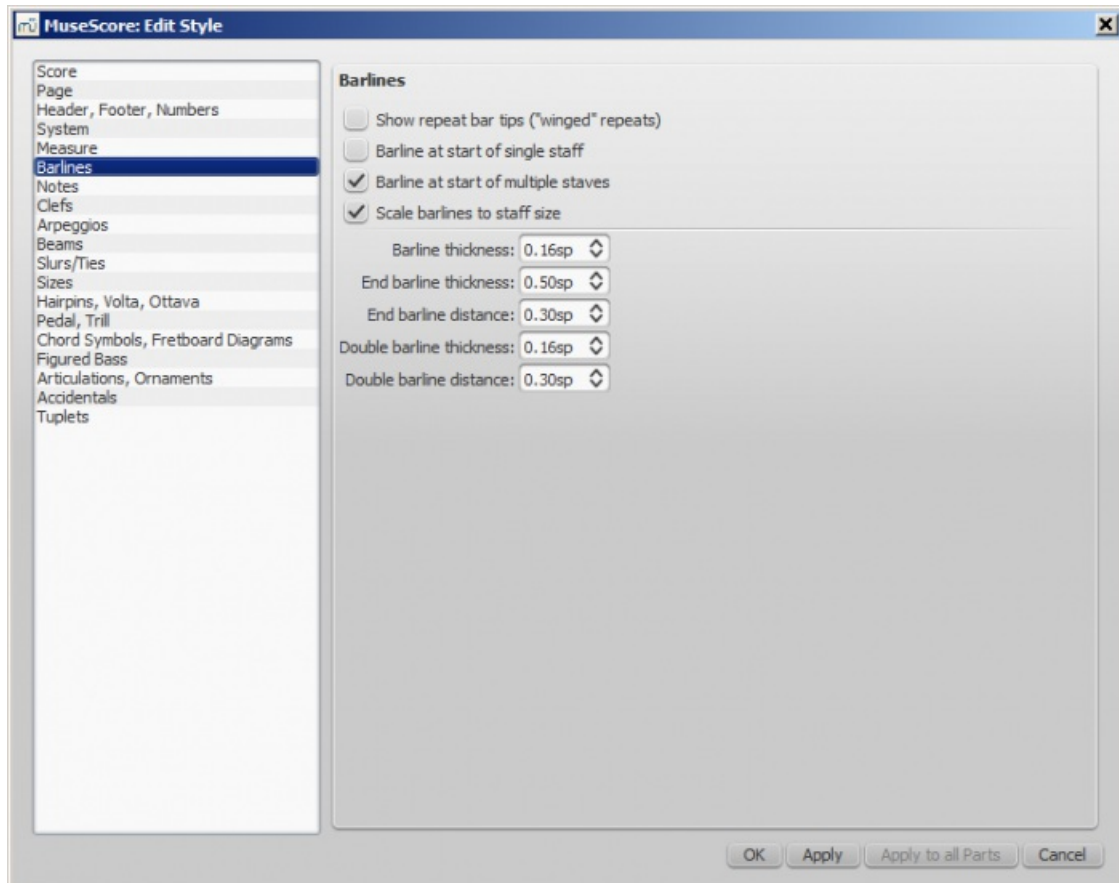 MuseScore: Edit Style
Score
Page
Header, Footer, Numbers
System
Measure
Barlines
Notes
Clefs
Arpeggios
Beams
Slurs/Ties
Sizes
Hairpins, Volta, Ottava
Pedal, Trill
Chord Symbols, Fretboard Diagrams
Figured Bass
Articulations, Ornaments
Accidentals
Tuplets
Barlines
Show repeat bar tips ("winged" repeats)
Barline at start of single staff
Barline at start of multiple staves
Scale barlines to staff size
Barline thickness: 0.16sp
End barline thickness: 0.50sp
End barline distance: 0.30sp
Double barline thickness: 0.16sp
Double barline distance: 0.30sp
OK Apply Apply to all Parts Cancel